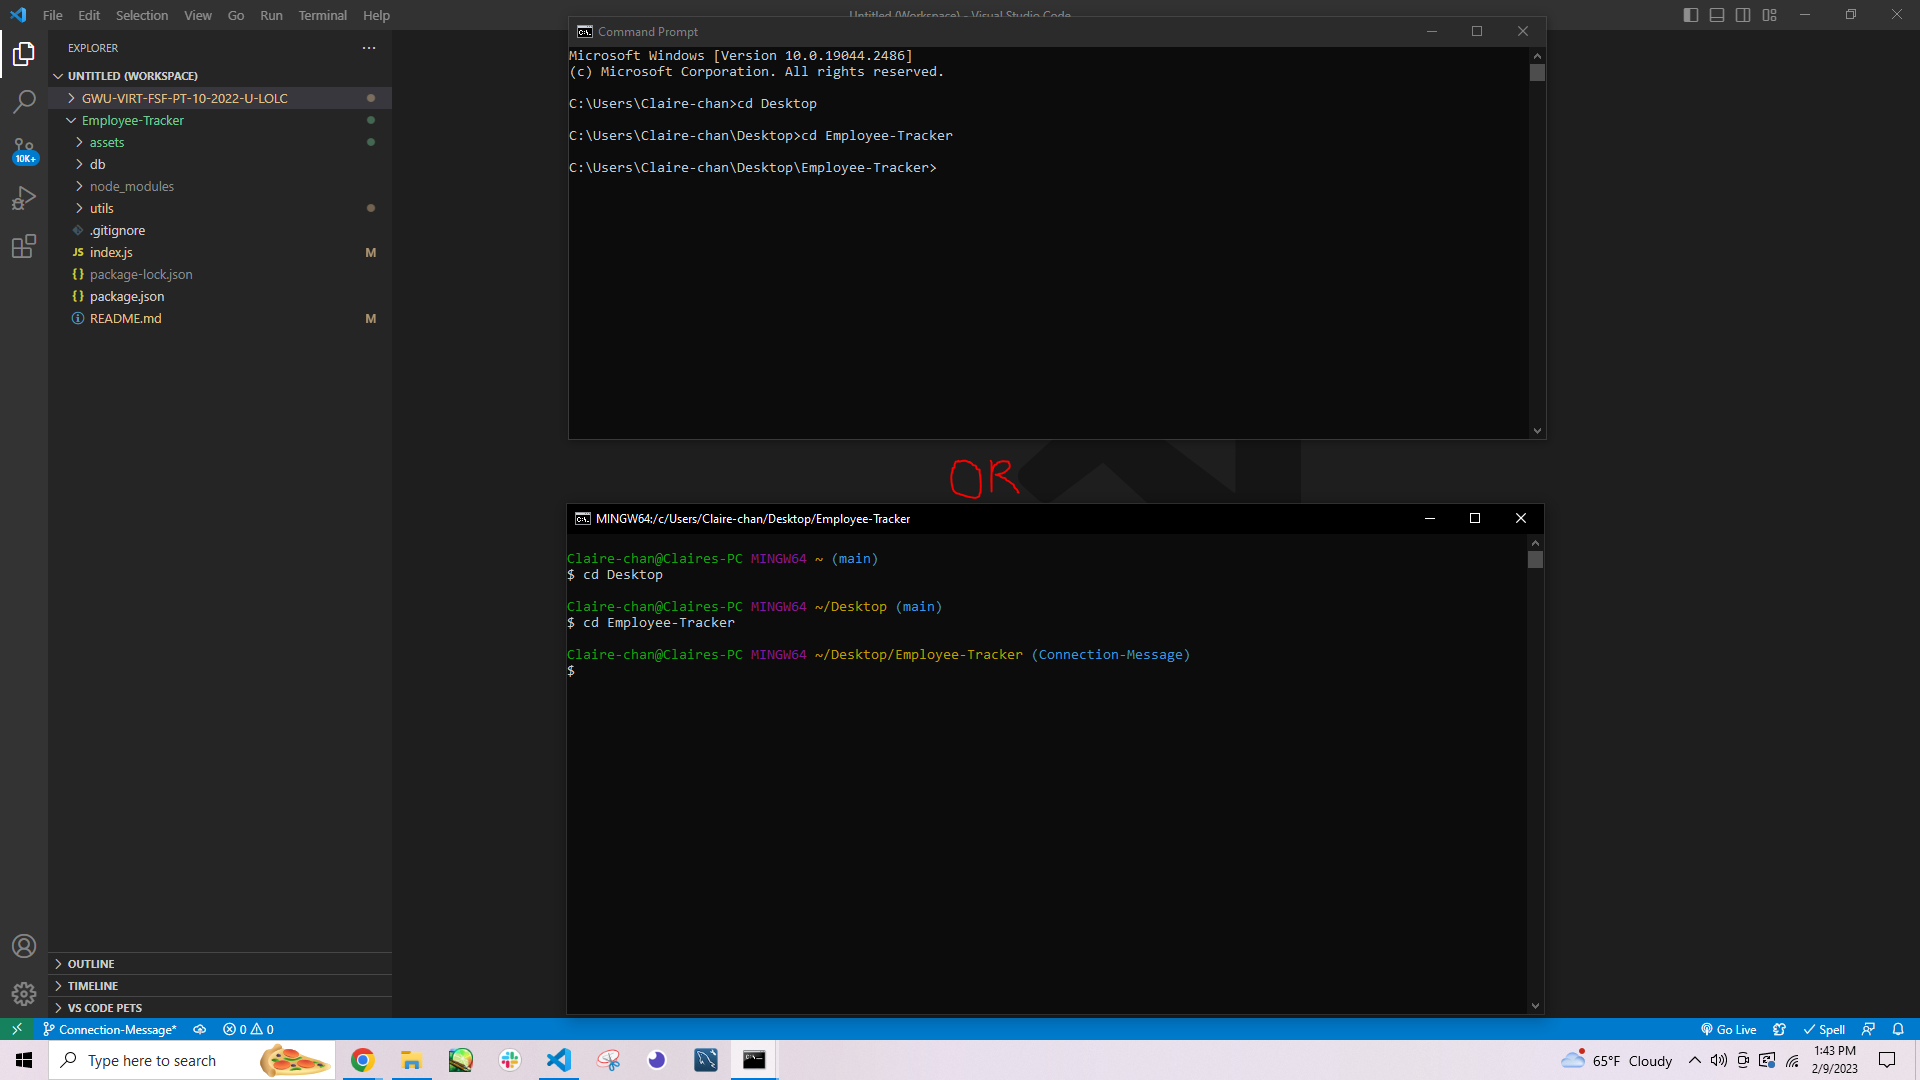 File Edit Selection View Go Run Terminal Help
EXPLORER
UNTITLED (WORKSPACE)
GWU-VIRT-FSF-PT-10-2022-U-LOLC
Employee-Tracker
assets
db
node_modules
utils
.gitignore
JS index.js M
{} package-lock.json
{} package.json
README.md M
10K+
OUTLINE
TIMELINE
VS CODE PETS
Untitled (Workspace) - Visual Studio Code
Command Prompt
Microsoft Windows [Version 10.0.19044.2486]
(c) Microsoft Corporation. All rights reserved.
C:\Users\Claire-chan>cd Desktop
C:\Users\Claire-chan\Desktop>cd Employee-Tracker
C:\Users\Claire-chan\Desktop\Employee-Tracker>
OR
MINGW64:/c/Users/Claire-chan/Desktop/Employee-Tracker
Claire-chan@Claires-PC MINGW64 ~ (main)
$ cd Desktop
Claire-chan@Claires-PC MINGW64 ~/Desktop (main)
$ cd Employee-Tracker
Claire-chan@Claires-PC MINGW64 ~/Desktop/Employee-Tracker (Connection-Message)
$
Connection-Message* 0 0 Go Live Spell
Type here to search 65°F Cloudy 1:43 PM
2/9/2023